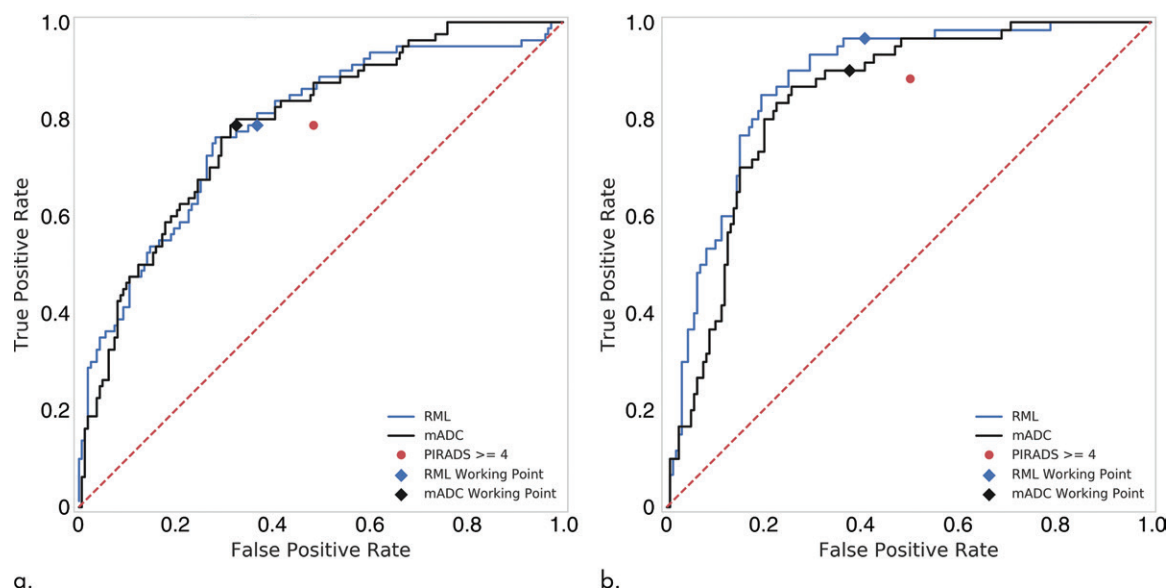 1.0
0.8
0.6
0.4
0.2
0
True Positive Rate
RML
mADC
PIRADS >= 4
RML Working Point
mADC Working Point
0 0.2 0.4 0.6 0.8 1.0
False Positive Rate
a.
1.0
0.8
0.6
0.4
0.2
0
True Positive Rate
RML
mADC
PIRADS >= 4
RML Working Point
mADC Working Point
0 0.2 0.4 0.6 0.8 1.0
False Positive Rate
b.